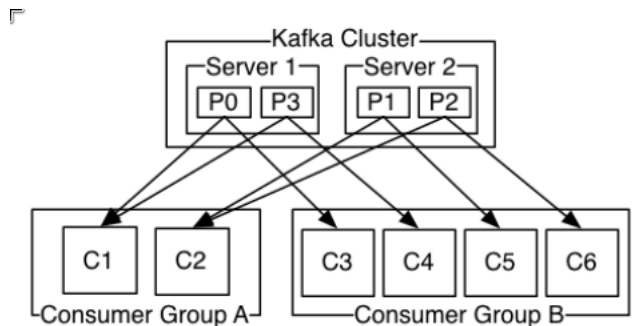 Kafka Cluster
Server 1 Server 2
P0 P3 P1 P2
C1 C2 C3 C4 C5 C6
Consumer Group A Consumer Group B